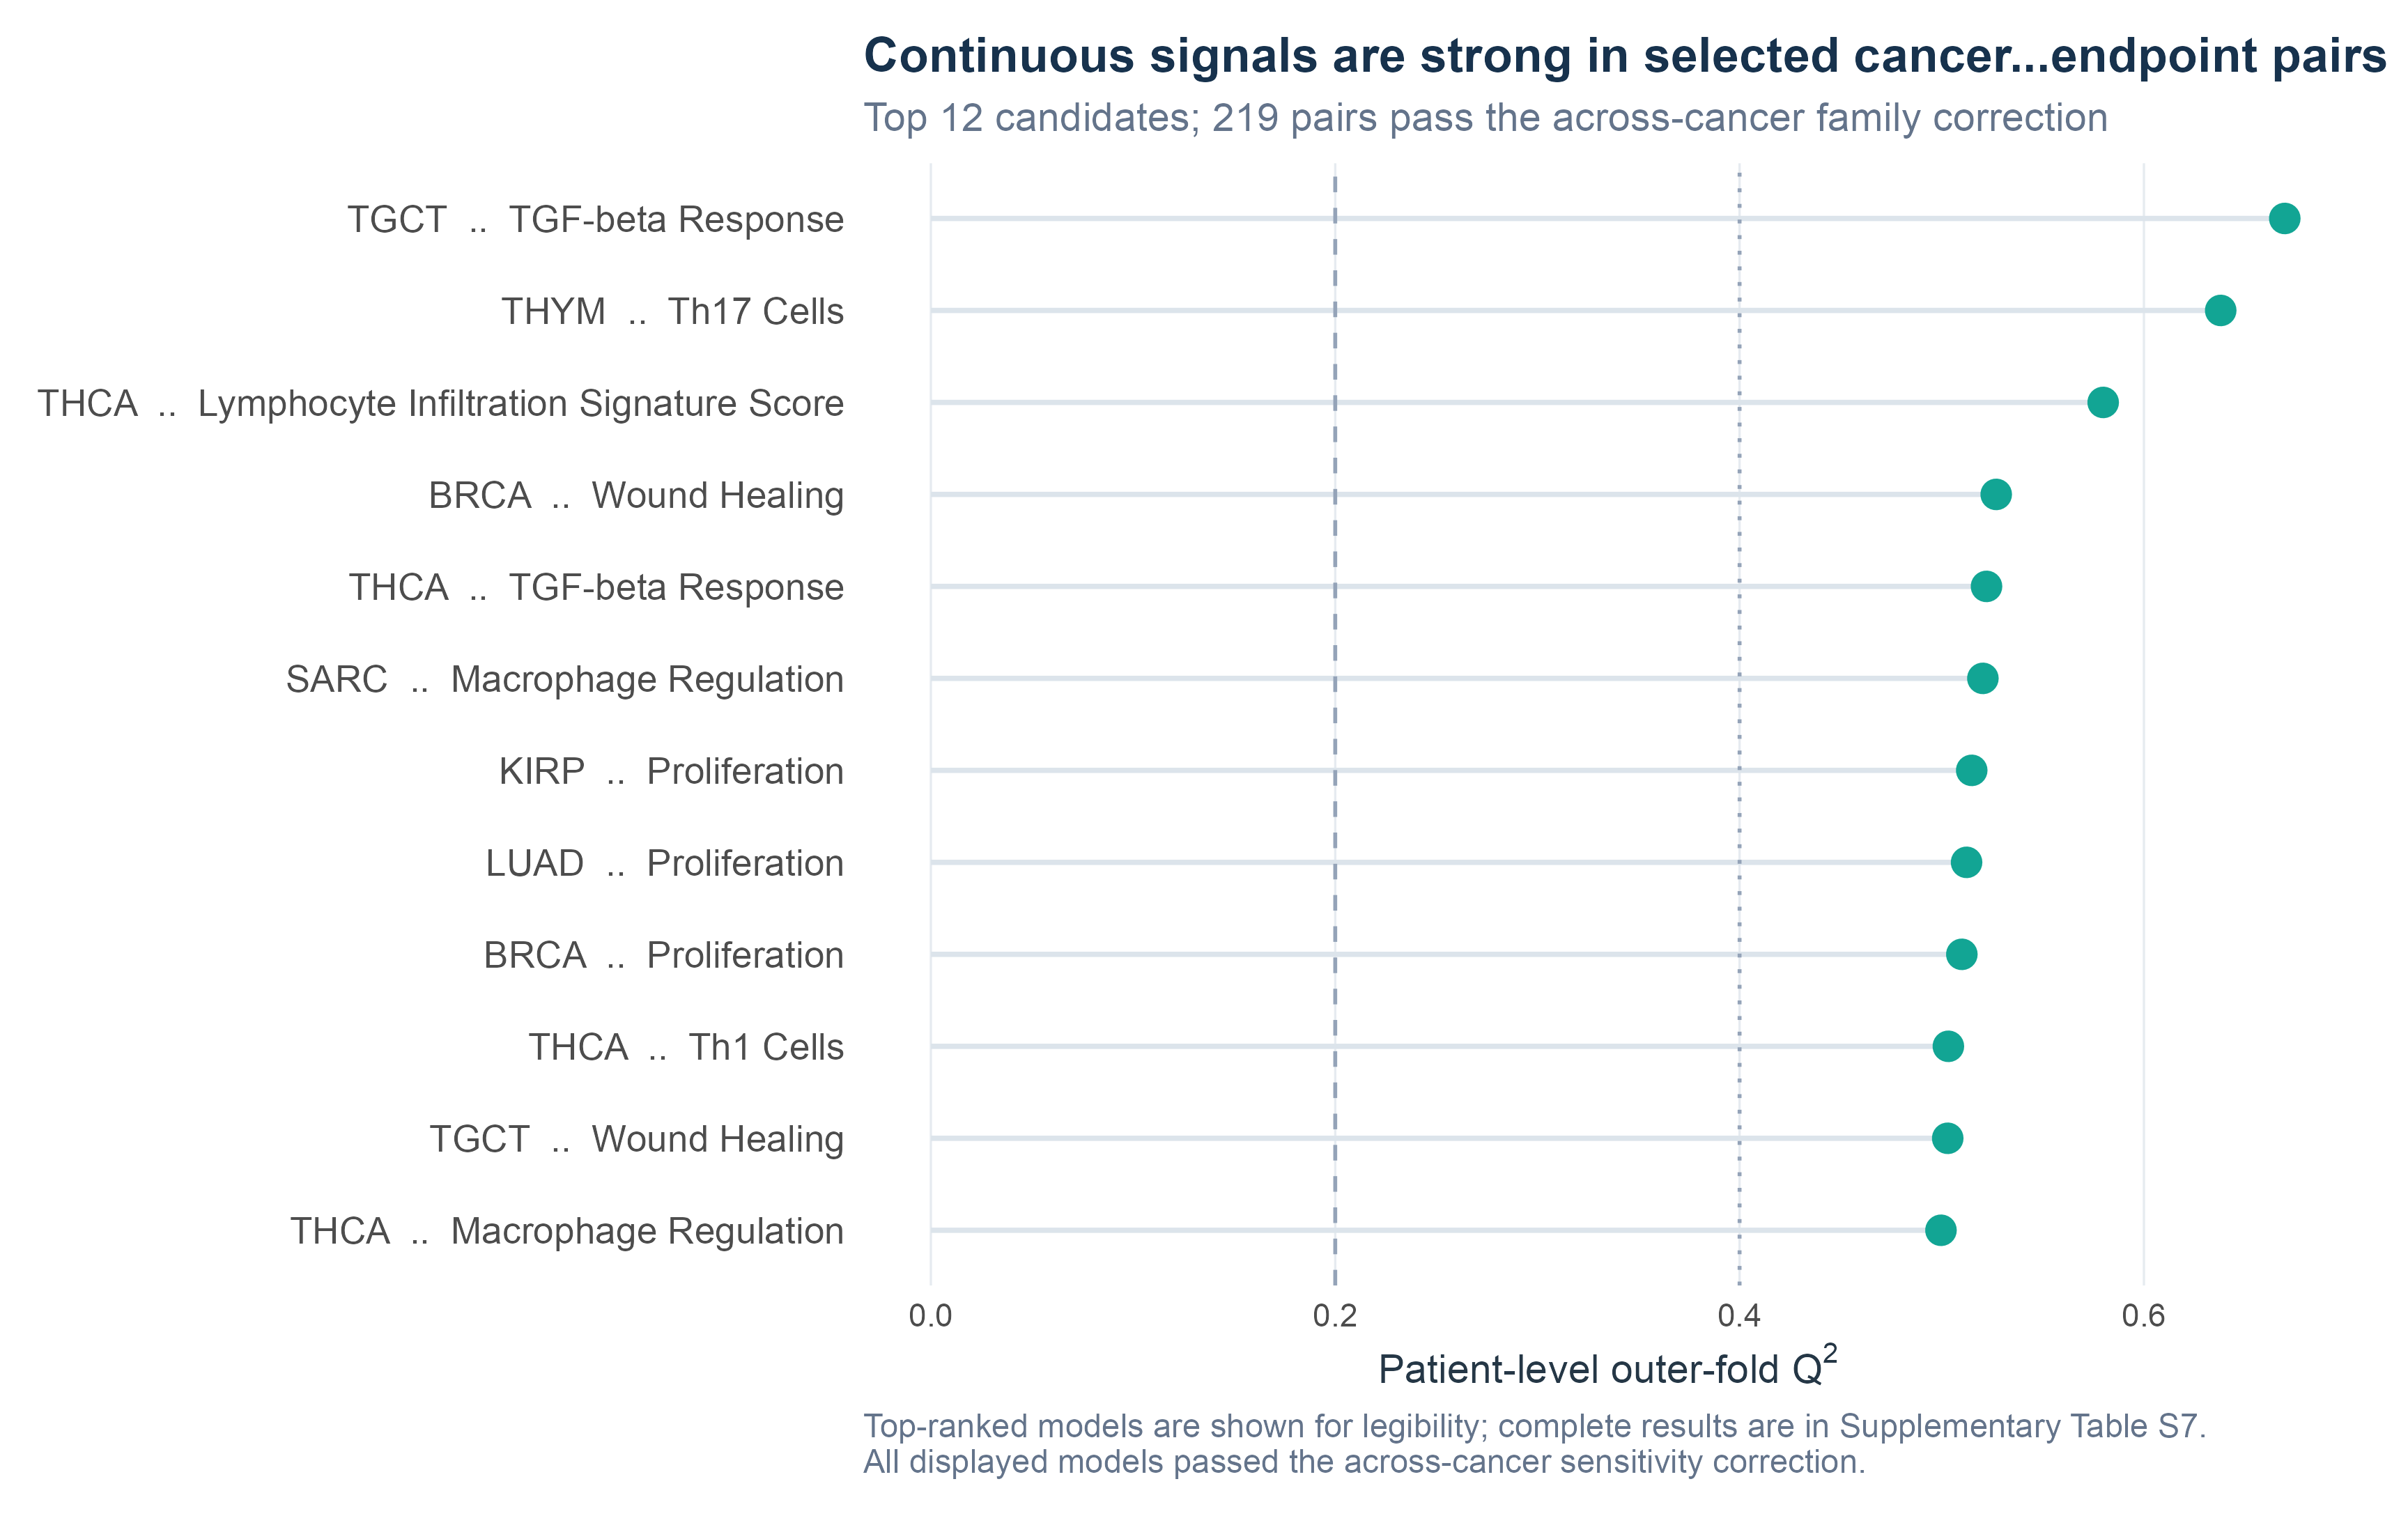 Continuous signals are strong in selected cancer...endpoint pairs
Top 12 candidates; 219 pairs pass the across-cancer family correction
TGCT .. TGF-beta Response
THYM .. Th17 Cells
THCA .. Lymphocyte Infiltration Signature Score
BRCA .. Wound Healing
THCA .. TGF-beta Response
SARC .. Macrophage Regulation
KIRP .. Proliferation
LUAD .. Proliferation
BRCA .. Proliferation
THCA .. Th1 Cells
TGCT .. Wound Healing
THCA .. Macrophage Regulation
0.0 0.2 0.4 0.6
Patient-level outer-fold Q²
Top-ranked models are shown for legibility; complete results are in Supplementary Table S7.
All displayed models passed the across-cancer sensitivity correction.